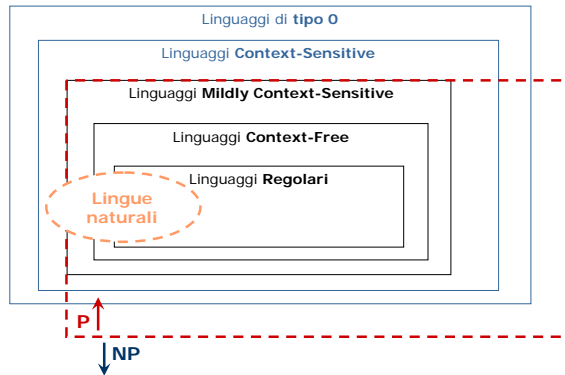 Linguaggi di tipo 0
Linguaggi Context-Sensitive
Linguaggi Mildly Context-Sensitive
Linguaggi Context-Free
Linguaggi Regolari
Lingue
naturali
P
NP